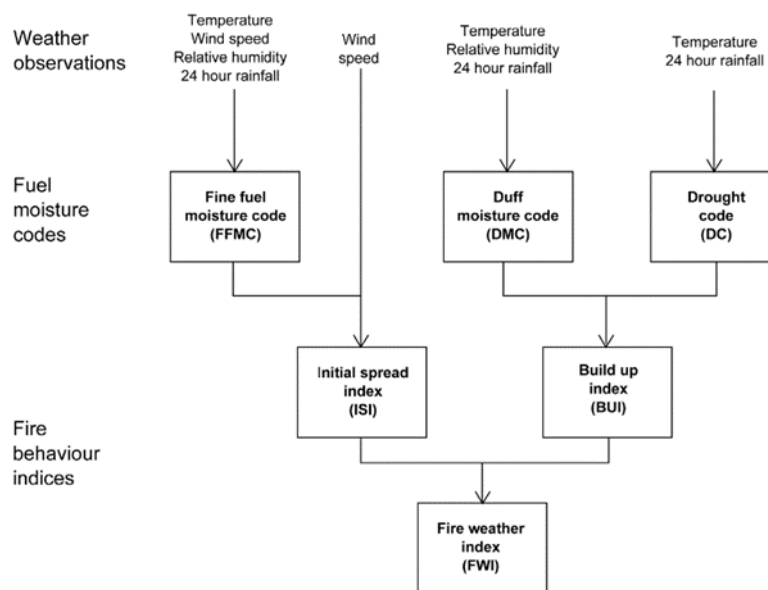 Weather
observations
Temperature
Wind speed
Relative humidity
24 hour rainfall
Wind
speed
Temperature
Relative humidity
24 hour rainfall
Temperature
24 hour rainfall
Fuel
moisture
codes
Fine fuel
moisture code
(FFMC)
Duff
moisture code
(DMC)
Drought
code
(DC)
Fire
behaviour
indices
Initial spread
index
(ISI)
Build up
index
(BUI)
Fire weather
index
(FWI)